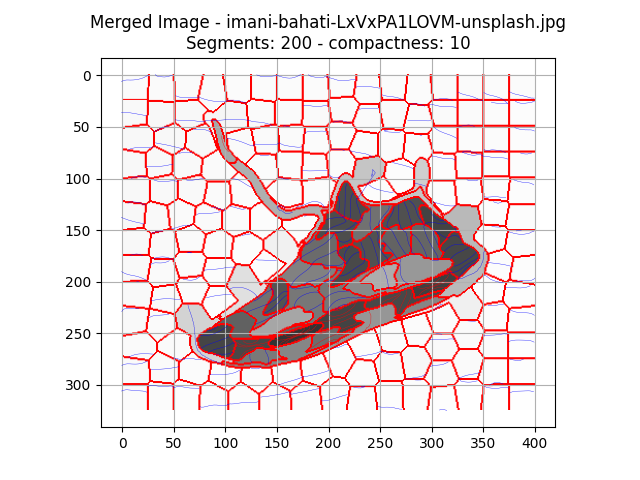 Merged Image - imani-bahati-LxVxPA1LOVM-unsplash.jpg
Segments: 200 - compactness: 10
0
50
100
150
200
250
300
0 50 100 150 200 250 300 350 400